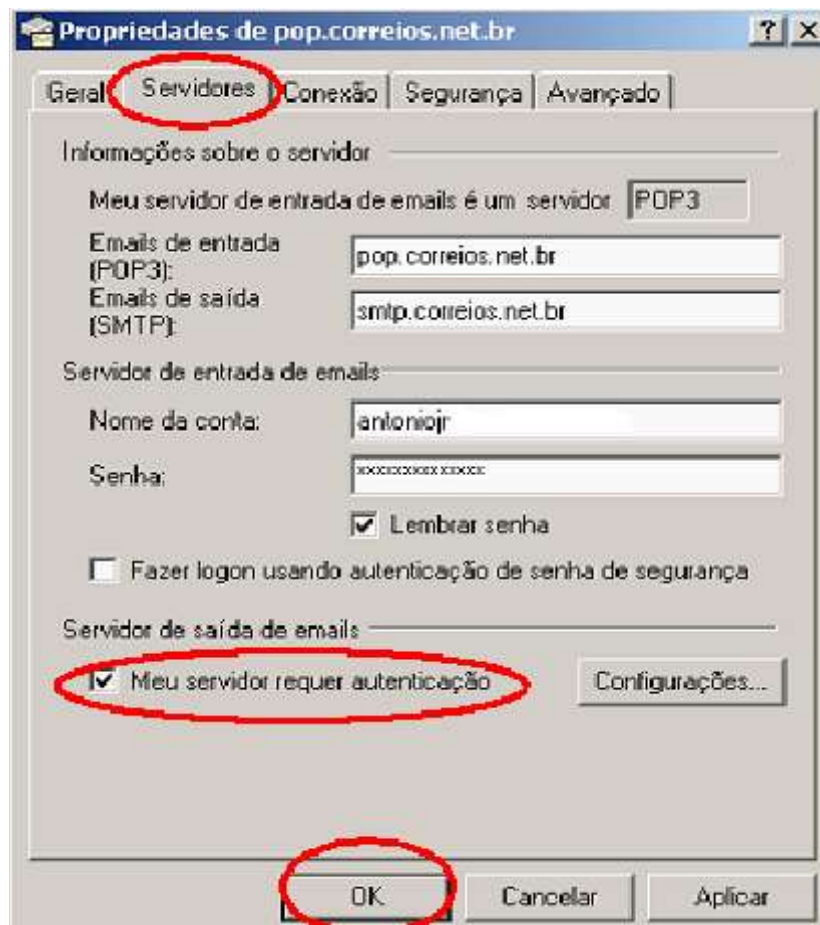 Propriedades de pop.correios.net.br
Geral Servidores Conexão Segurança Avançado
Informações sobre o servidor
Meu servidor de entrada de emails é um servidor POP3
Emails de entrada
(POP3):
pop.correios.net.br
Emails de saída
(SMTP):
smtp.correios.net.br
Servidor de entrada de emails
Nome da conta: antoniojr
Senha: xxxxxxxxxxxxx
Lembrar senha
Fazer logon usando autenticação de senha de segurança
Servidor de saída de emails
Meu servidor requer autenticação Configurações...
OK Cancelar Aplicar